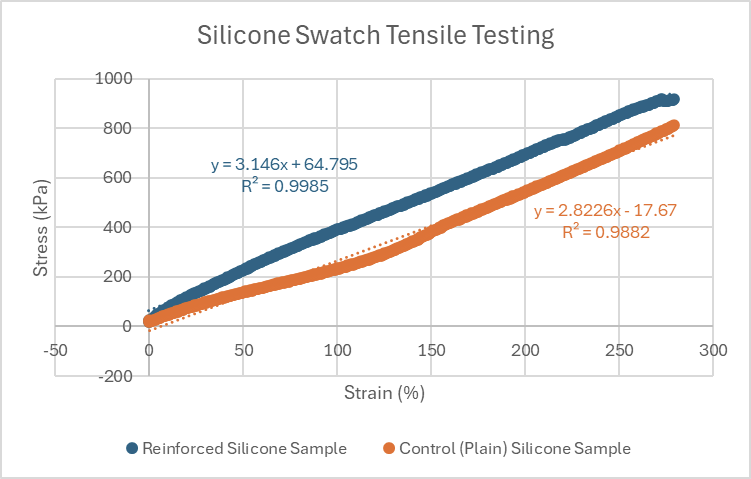 Silicone Swatch Tensile Testing
1000
800
600
400
200
0
-200
-50
0
50
100
150
200
250
300
Stress (kPa)
Strain (%)
y = 3.146x + 64.795
R² = 0.9985
y = 2.8226x - 17.67
R² = 0.9882
Reinforced Silicone Sample
Control (Plain) Silicone Sample